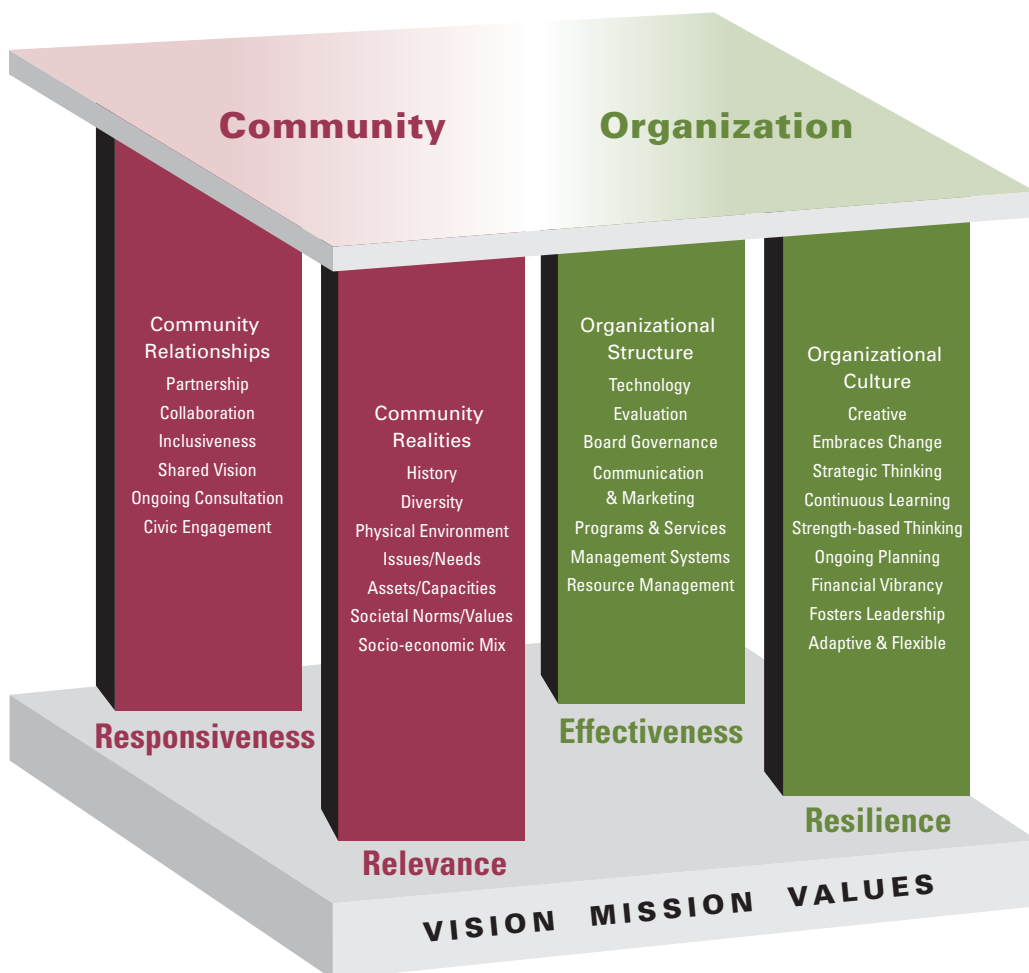 Community
Organization
Community
Relationships
Partnership
Collaboration
Inclusiveness
Shared Vision
Ongoing Consultation
Civic Engagement
Responsiveness
Community
Realities
History
Diversity
Physical Environment
Issues/Needs
Assets/Capacities
Societal Norms/Values
Socio-economic Mix
Relevance
Organizational
Structure
Technology
Evaluation
Board Governance
Communication
& Marketing
Programs & Services
Management Systems
Resource Management
Effectiveness
Organizational
Culture
Creative
Embraces Change
Strategic Thinking
Continuous Learning
Strength-based Thinking
Ongoing Planning
Financial Vibrancy
Fosters Leadership
Adaptive & Flexible
Resilience
VISION MISSION VALUES